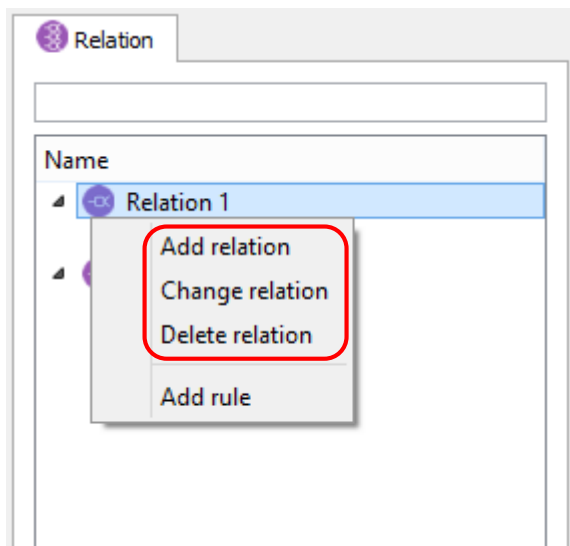 Relation
Name
Relation 1
Add relation
Change relation
Delete relation
Add rule